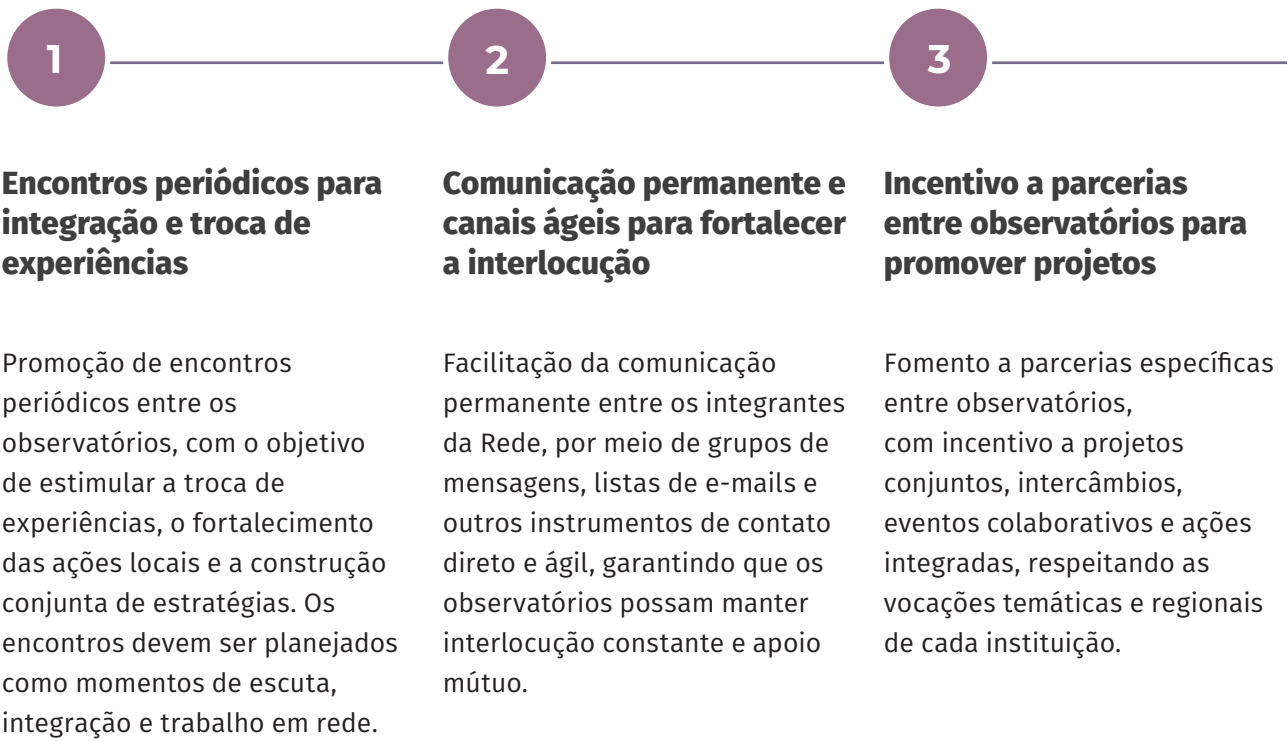 1
Encontros periódicos para
integração e troca de
experiências
Promoção de encontros
periódicos entre os
observatórios, com o objetivo
de estimular a troca de
experiências, o fortalecimento
das ações locais e a construção
conjunta de estratégias. Os
encontros devem ser planejados
como momentos de escuta,
integração e trabalho em rede.
2
Comunicação permanente e
canais ágeis para fortalecer
a interlocução
Facilitação da comunicação
permanente entre os integrantes
da Rede, por meio de grupos de
mensagens, listas de e-mails e
outros instrumentos de contato
direto e ágil, garantindo que os
observatórios possam manter
interlocução constante e apoio
mútuo.
3
Incentivo a parcerias
entre observatórios para
promover projetos
Fomento a parcerias específicas
entre observatórios,
com incentivo a projetos
conjuntos, intercâmbios,
eventos colaborativos e ações
integradas, respeitando as
vocações temáticas e regionais
de cada instituição.